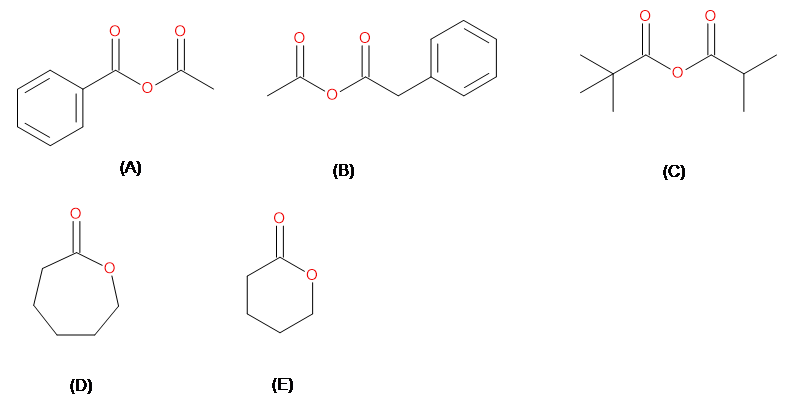 O O O O O O
O O O
(A) (B) (C)
O O
O O
(D) (E)